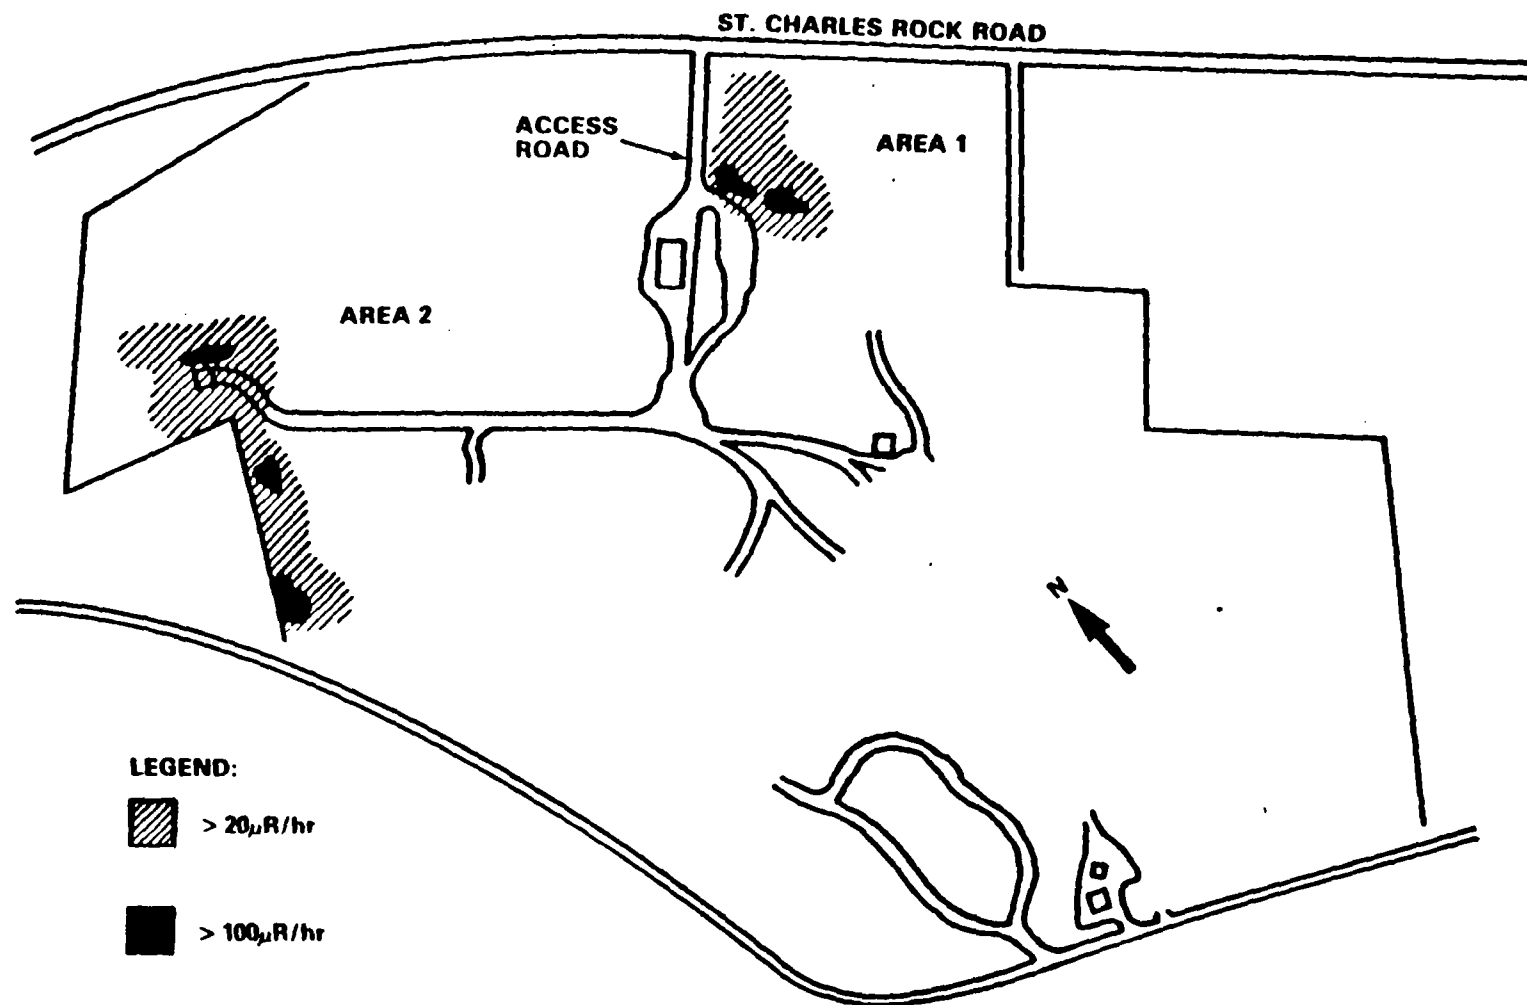 ST. CHARLES ROCK ROAD
ACCESS
ROAD
AREA 1
AREA 2
N
LEGEND:
> 20μR/hr
> 100μR/hr